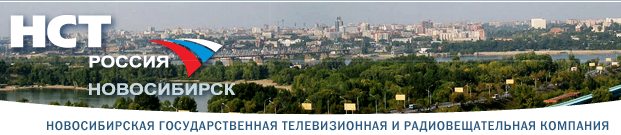 НСТ
РОССИЯ
НОВОСИБИРСК
НОВОСИБИРСКАЯ ГОСУДАРСТВЕННАЯ ТЕЛЕВИЗИОННАЯ И РАДИОВЕЩАТЕЛЬНАЯ КОМПАНИЯ